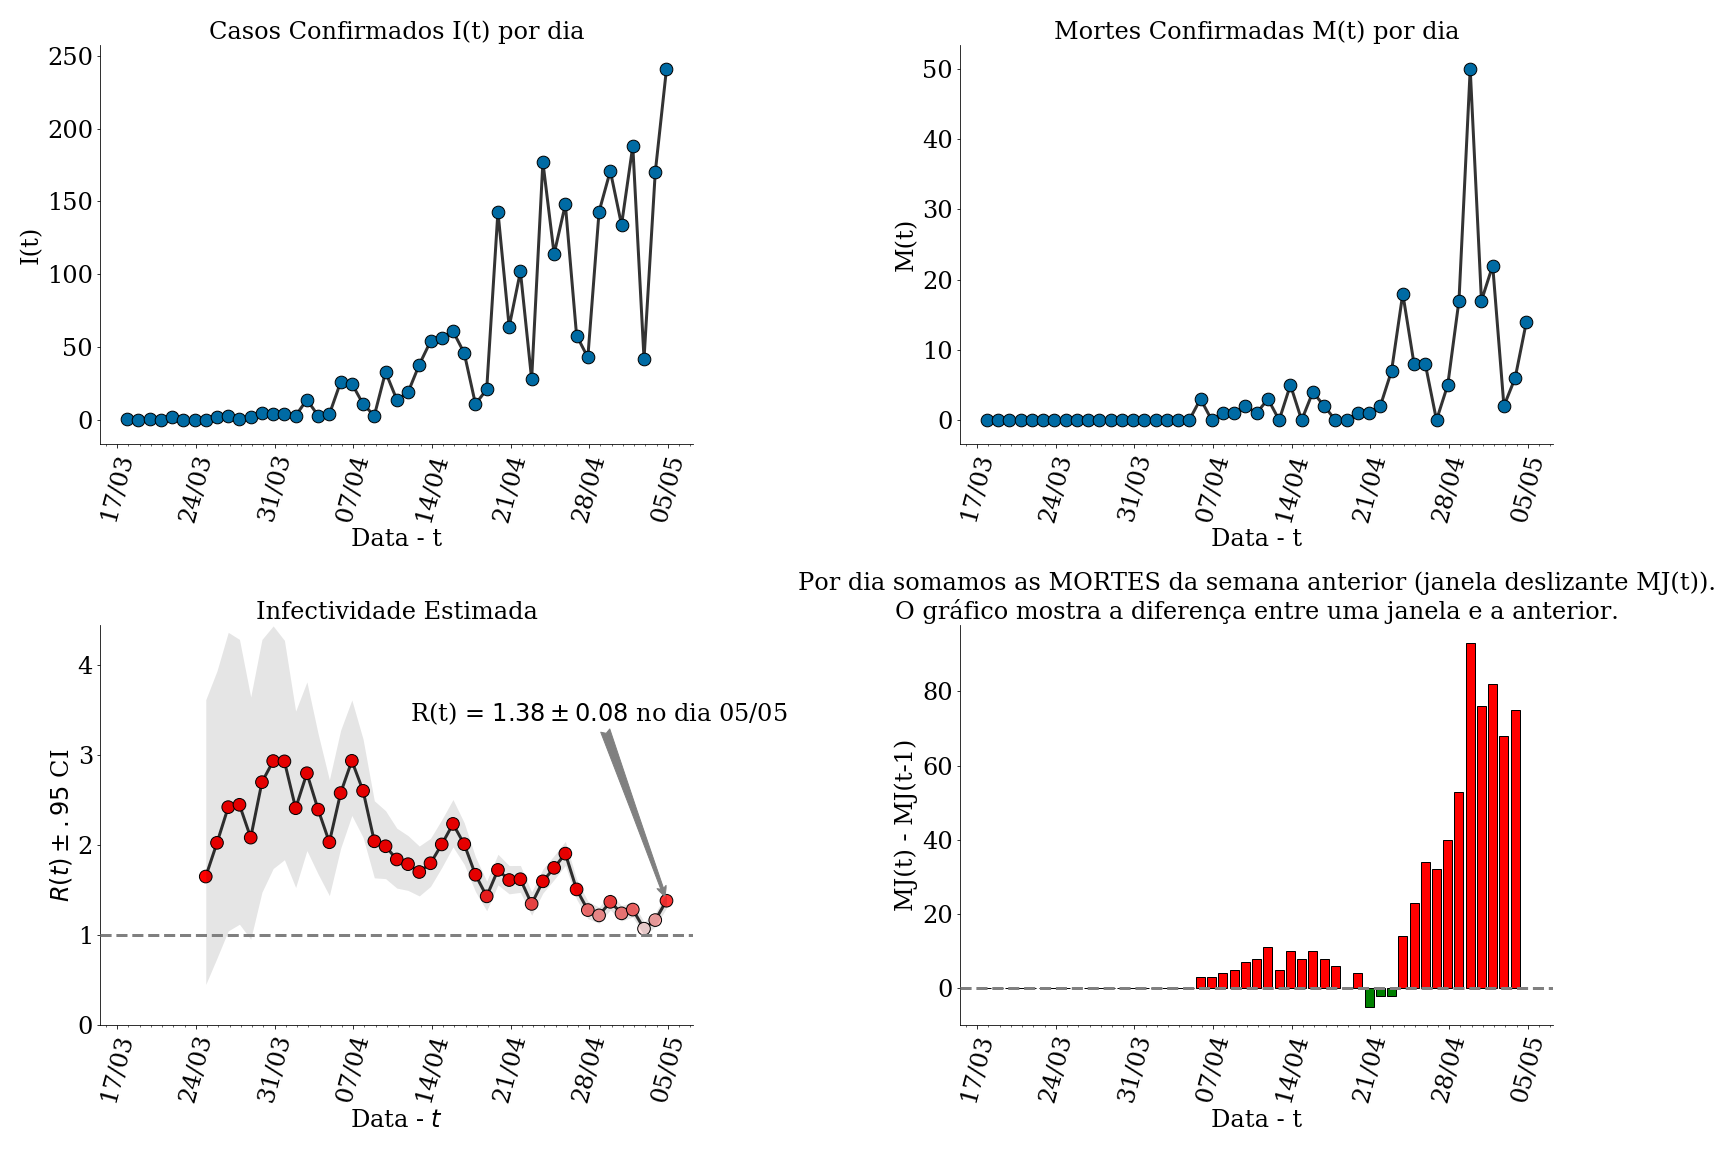 Casos Confirmados I(t) por dia
250
200
150
100
50
0
I(t)
17/03 24/03 31/03 07/04 14/04 21/04 28/04 05/05
Data - t
Mortes Confirmadas M(t) por dia
50
40
30
20
10
0
M(t)
17/03 24/03 31/03 07/04 14/04 21/04 28/04 05/05
Data - t
Infectividade Estimada
4
3
2
1
0
R(t) ± .95 CI
R(t) = 1.38 ± 0.08 no dia 05/05
17/03 24/03 31/03 07/04 14/04 21/04 28/04 05/05
Data - t
Por dia somamos as MORTES da semana anterior (janela deslizante MJ(t)).
O gráfico mostra a diferença entre uma janela e a anterior.
80
60
40
20
0
MJ(t) - MJ(t-1)
17/03 24/03 31/03 07/04 14/04 21/04 28/04 05/05
Data - t